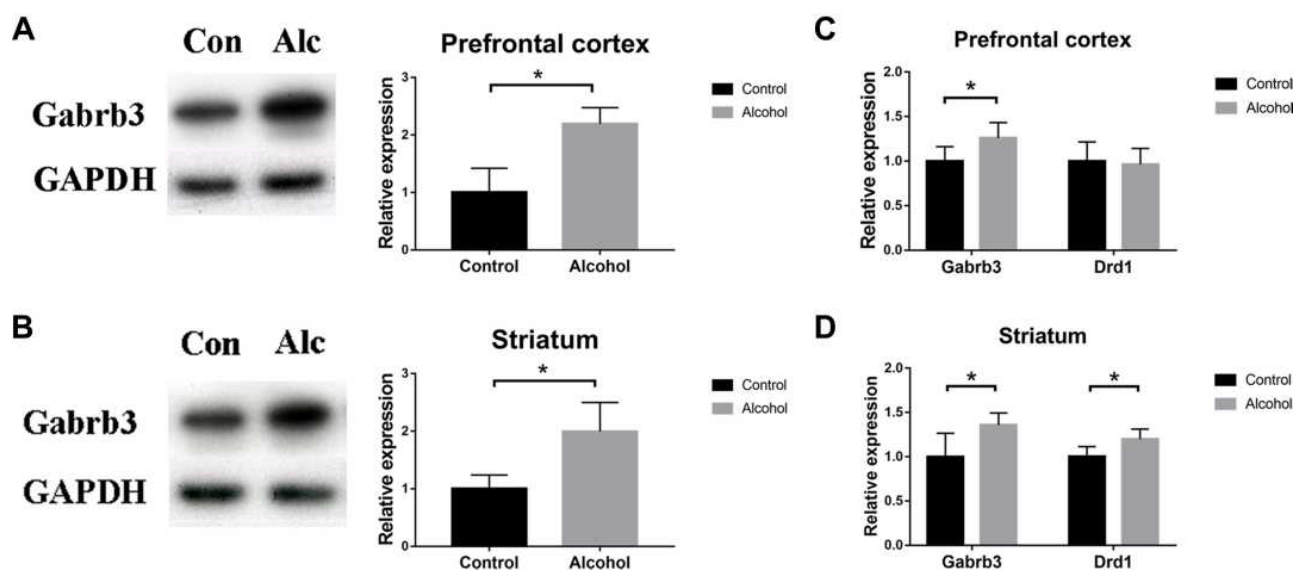 A
Con Alc
Gabrb3
GAPDH
Prefrontal cortex
Relative expression
3
2
1
0
*
Control Alcohol
Control
Alcohol
C
Prefrontal cortex
Relative expression
2.0
1.5
1.0
0.5
0.0
*
Gabrb3 Drd1
Control
Alcohol
B
Con Alc
Gabrb3
GAPDH
Striatum
Relative expression
3
2
1
0
*
Control Alcohol
Control
Alcohol
D
Striatum
Relative expression
2.0
1.5
1.0
0.5
0.0
* *
Gabrb3 Drd1
Control
Alcohol